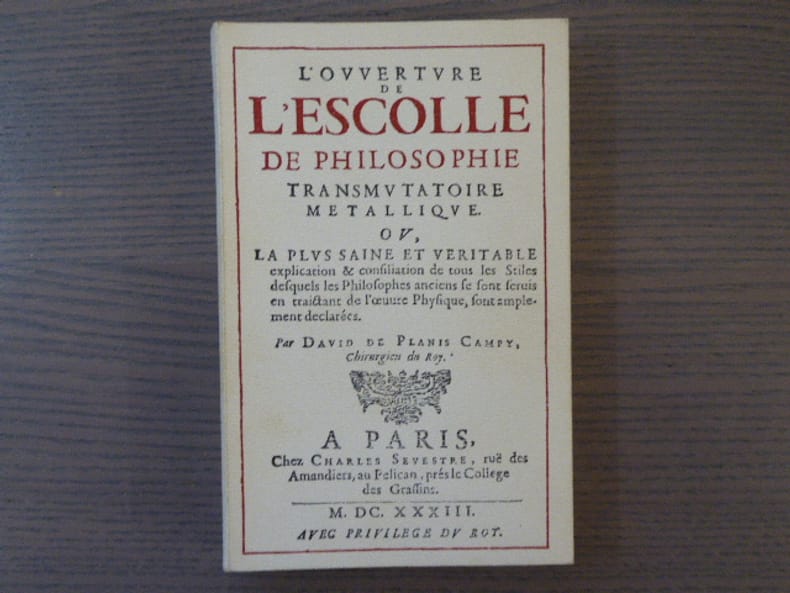 L'OVVERTVRE
DE
L'ESCOLLE
DE PHILOSOPHIE
TRANSMVTATOIRE
METALLIQVE.
OV,
LA PLVS SAINE ET VERITABLE
explication & consiliation de tous les Stiles
desquels les Philosophes anciens se sont seruis
en traictant de l'œuure Physique, sont ample-
ment declarées.
Par DAVID DE PLANIS CAMPY,
Chirurgien du Roy.
A PARIS,
Chez CHARLES SEVESTRE, ruë des
Amandiers, au Pelican, prés le College
des Grassins.
M. DC. XXXIII.
AVEC PRIVILEGE DV ROY.